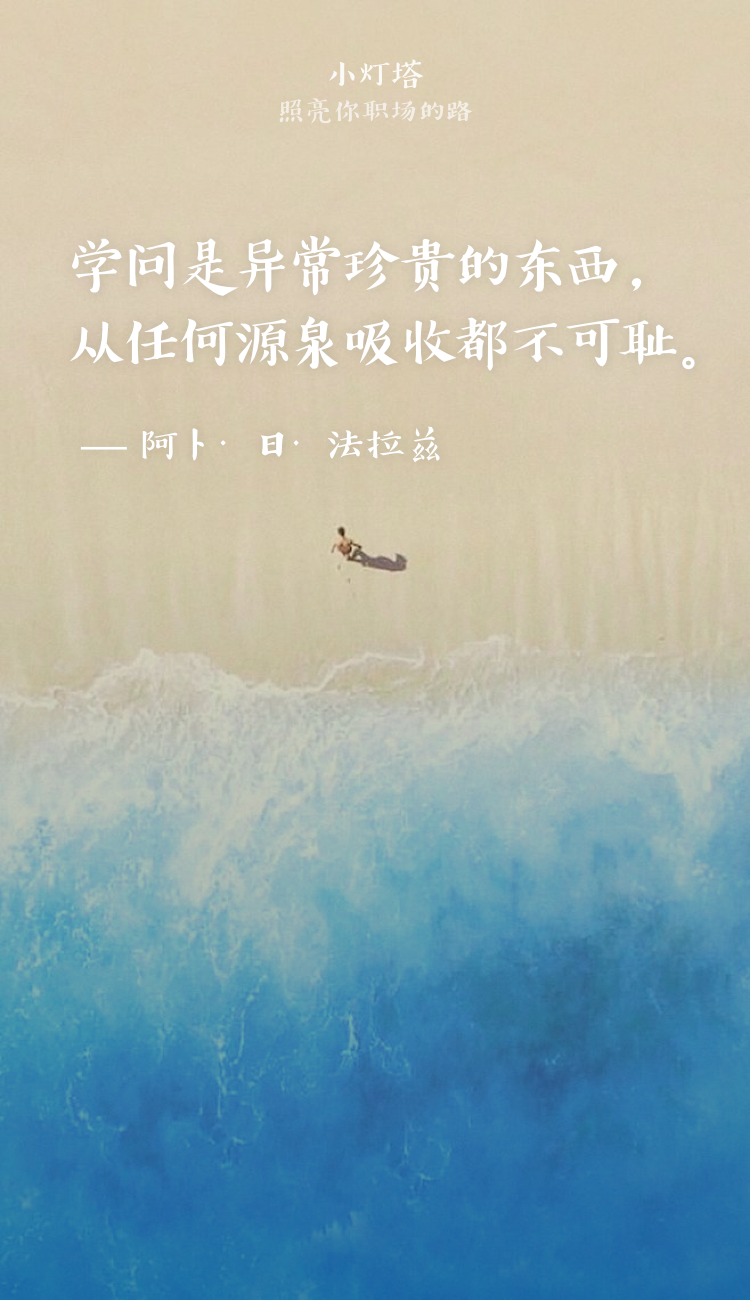 小灯塔
照亮你职场的路
学问是异常珍贵的东西，
从任何源泉吸收都不可耻。
— 阿卜· 日· 法拉兹